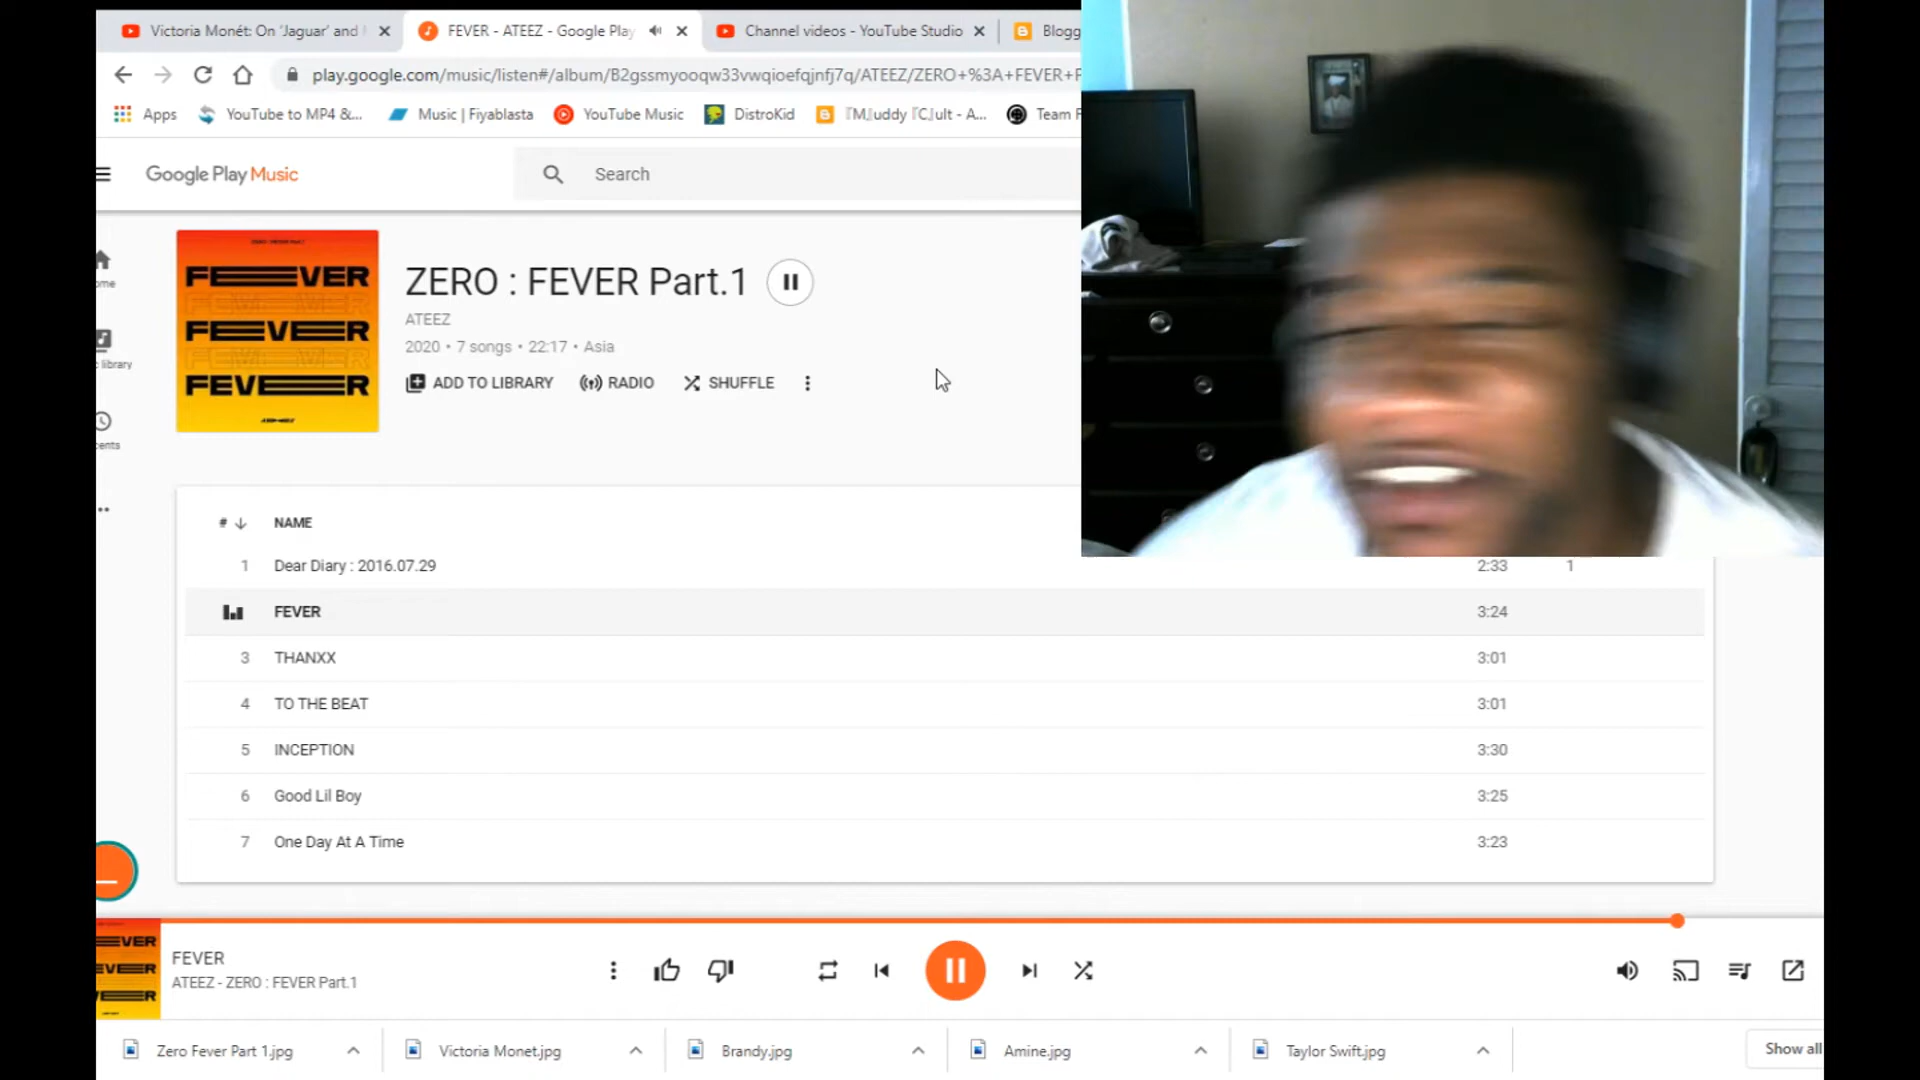 Victoria Monét: On 'Jaguar' and
FEVER - ATEEZ - Google Play
Channel videos - YouTube Studio
Blogg
play.google.com/music/listen#/album/B2gssmyooqw33vwqioefqjnfj7q/ATEEZ/ZERO+%3A+FEVER+P
Apps
YouTube to MP4 &...
Music | Fiyablasta
YouTube Music
DistroKid
『M』uddy 『C』ult - A...
Team F
Google Play Music
Search
FEVER
FEVER
FEVER
ome
library
ents
ZERO : FEVER Part.1
ATEEZ
2020 • 7 songs • 22:17 • Asia
ADD TO LIBRARY
RADIO
SHUFFLE
# NAME
1 Dear Diary : 2016.07.29 2:33 1
FEVER 3:24
3 THANXX 3:01
4 TO THE BEAT 3:01
5 INCEPTION 3:30
6 Good Lil Boy 3:25
7 One Day At A Time 3:23
FEVER
ATEEZ - ZERO : FEVER Part.1
Zero Fever Part 1.jpg
Victoria Monet.jpg
Brandy.jpg
Amine.jpg
Taylor Swift.jpg
Show all